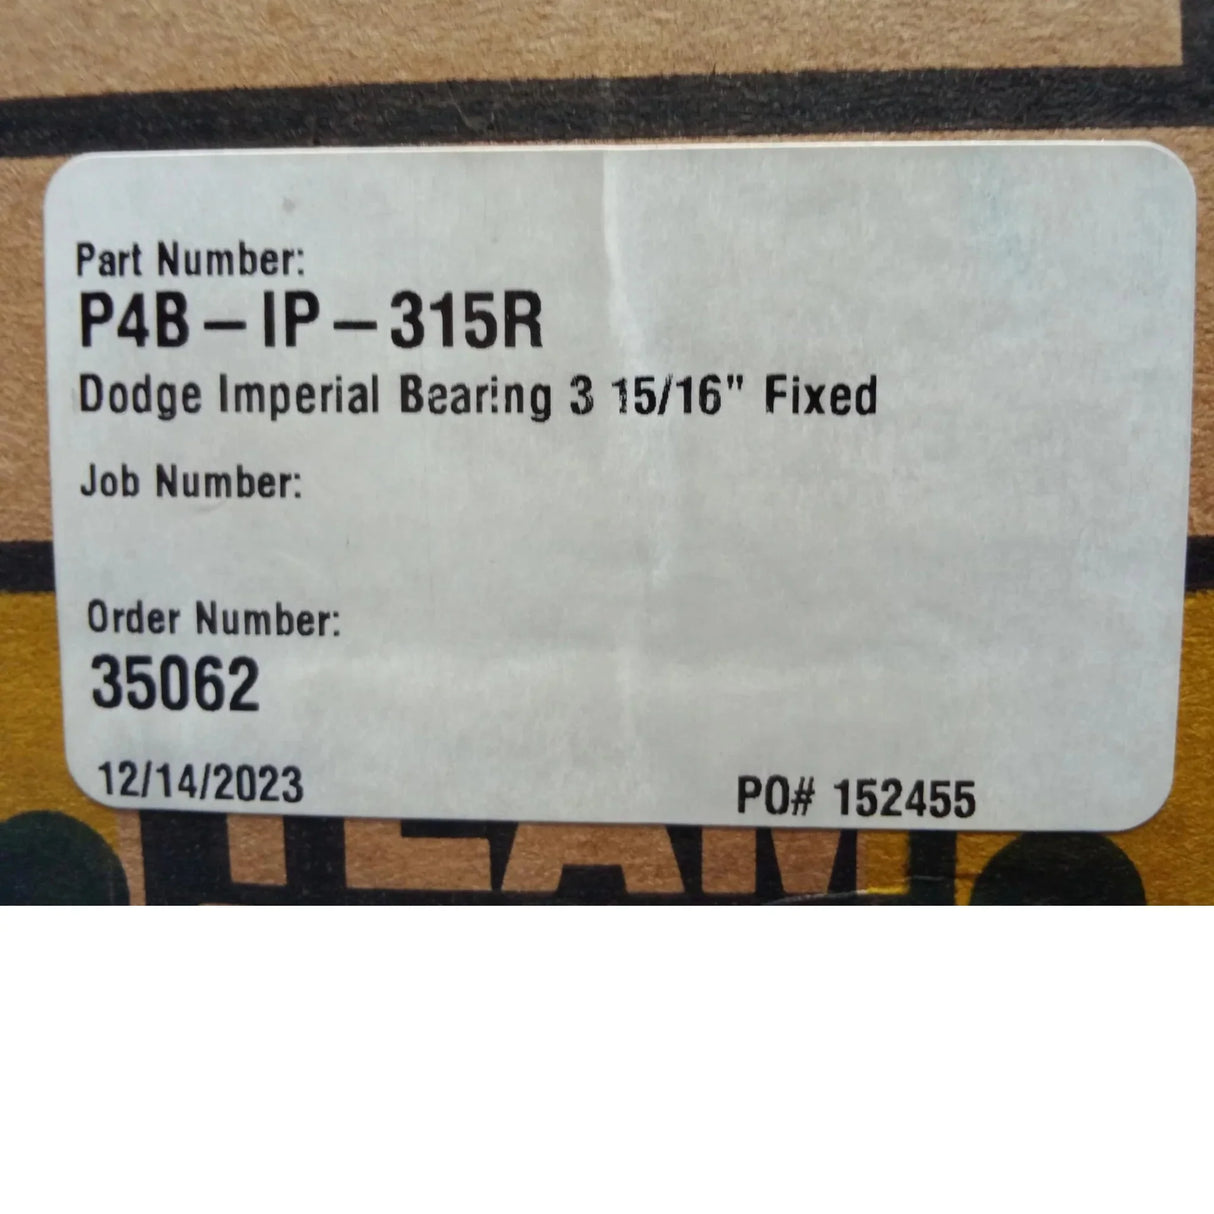 Part Number:
P4B-IP-315R
Dodge Imperial Bearing 3 15/16" Fixed
Job Number:
Order Number:
35062
12/14/2023
PO# 152455
TEAM